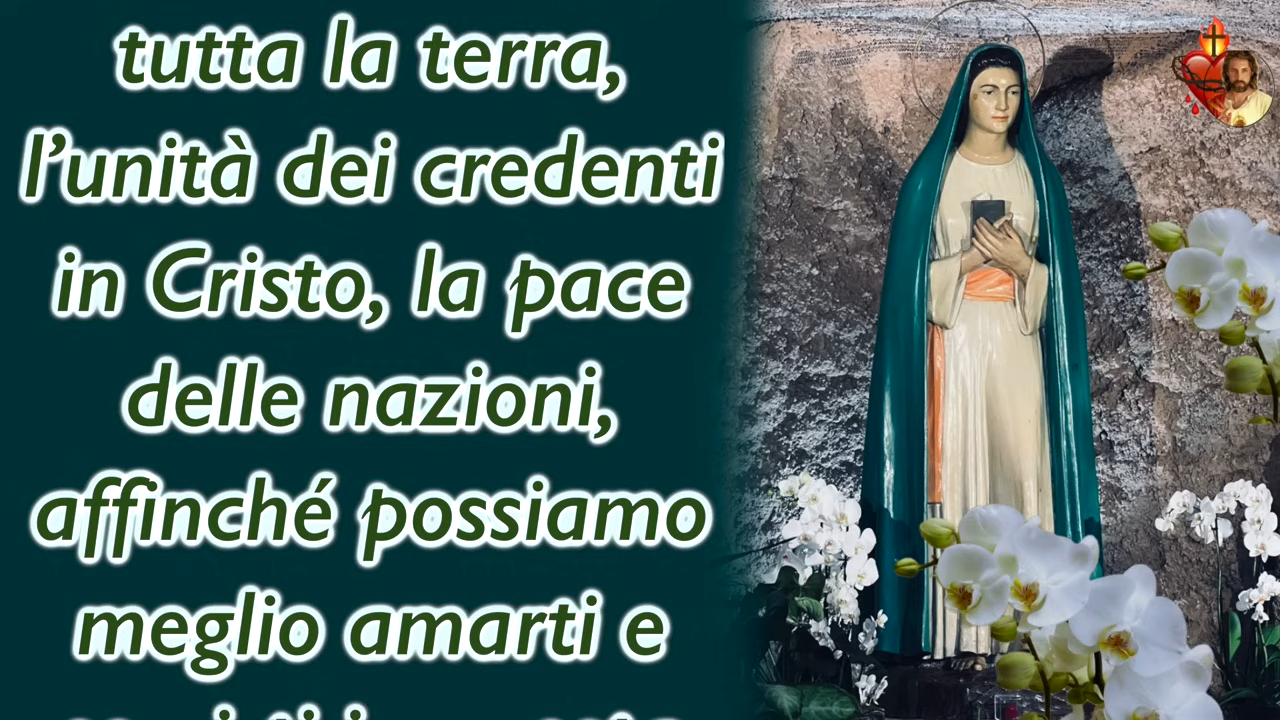 tutta la terra,
l’unità dei credenti
in Cristo, la pace
delle nazioni,
affinché possiamo
meglio amarti e